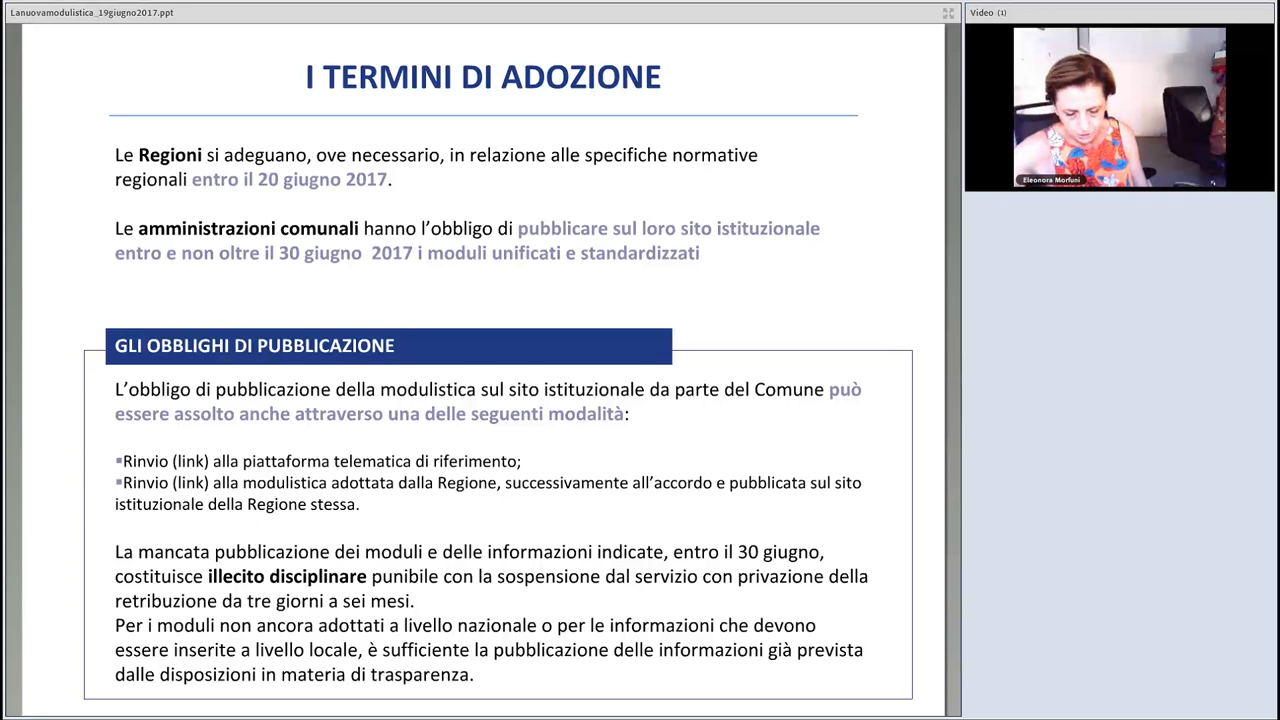 Lanuovamodulistica_19giugno2017.ppt
Video (1)
Eleonora Morfuni
I TERMINI DI ADOZIONE
Le Regioni si adeguano, ove necessario, in relazione alle specifiche normative
regionali entro il 20 giugno 2017.
Le amministrazioni comunali hanno l’obbligo di pubblicare sul loro sito istituzionale
entro e non oltre il 30 giugno 2017 i moduli unificati e standardizzati
GLI OBBLIGHI DI PUBBLICAZIONE
L’obbligo di pubblicazione della modulistica sul sito istituzionale da parte del Comune può
essere assolto anche attraverso una delle seguenti modalità:
▪Rinvio (link) alla piattaforma telematica di riferimento;
▪Rinvio (link) alla modulistica adottata dalla Regione, successivamente all’accordo e pubblicata sul sito
istituzionale della Regione stessa.
La mancata pubblicazione dei moduli e delle informazioni indicate, entro il 30 giugno,
costituisce illecito disciplinare punibile con la sospensione dal servizio con privazione della
retribuzione da tre giorni a sei mesi.
Per i moduli non ancora adottati a livello nazionale o per le informazioni che devono
essere inserite a livello locale, è sufficiente la pubblicazione delle informazioni già prevista
dalle disposizioni in materia di trasparenza.